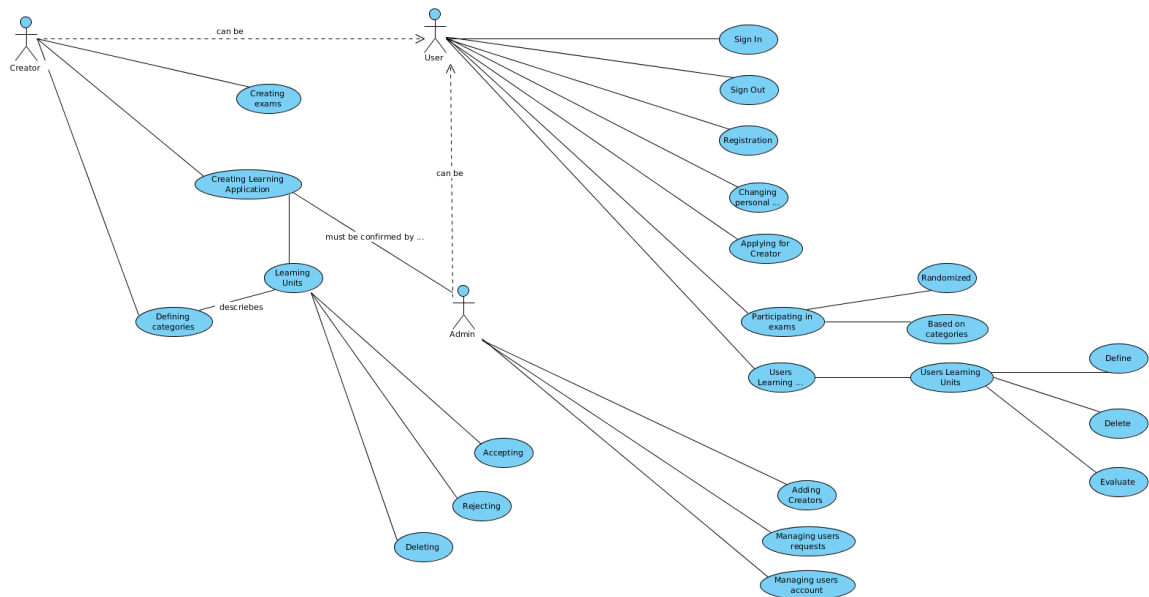 can be
Creator
User
Sign In
Sign Out
Creating
exams
Registration
can be
Creating Learning
Application
Changing
personal ...
must be confirmed by ...
Applying for
Creator
Learning
Units
Randomized
descriebes
Defining
categories
Admin
Participating in
exams
Based on
categories
Define
Users
Learning ...
Users Learning
Units
Delete
Accepting
Evaluate
Adding
Creators
Rejecting
Managing users
requests
Deleting
Managing users
account